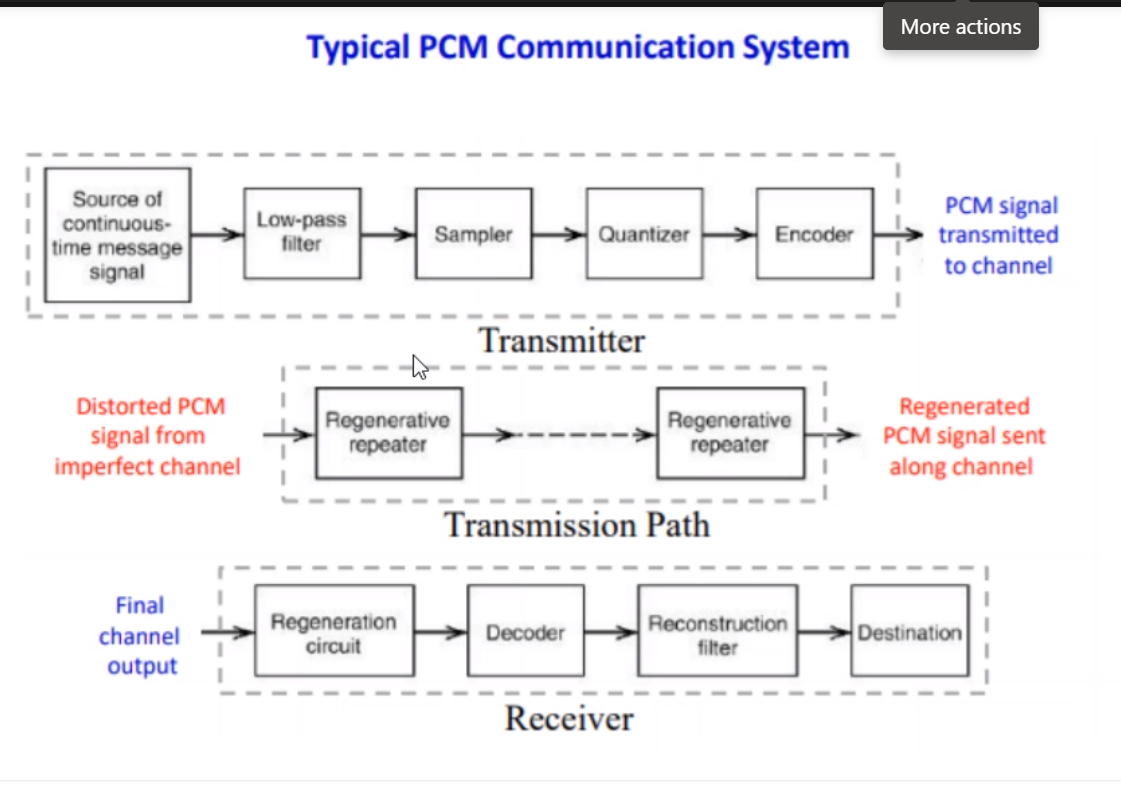 More actions
Typical PCM Communication System
Source of
continuous-
time message
signal
Low-pass
filter
Sampler
Quantizer
Encoder
PCM signal
transmitted
to channel
Transmitter
Distorted PCM
signal from
imperfect channel
Regenerative
repeater
Regenerative
repeater
Regenerated
PCM signal sent
along channel
Transmission Path
Final
channel
output
Regeneration
circuit
Decoder
Reconstruction
filter
Destination
Receiver